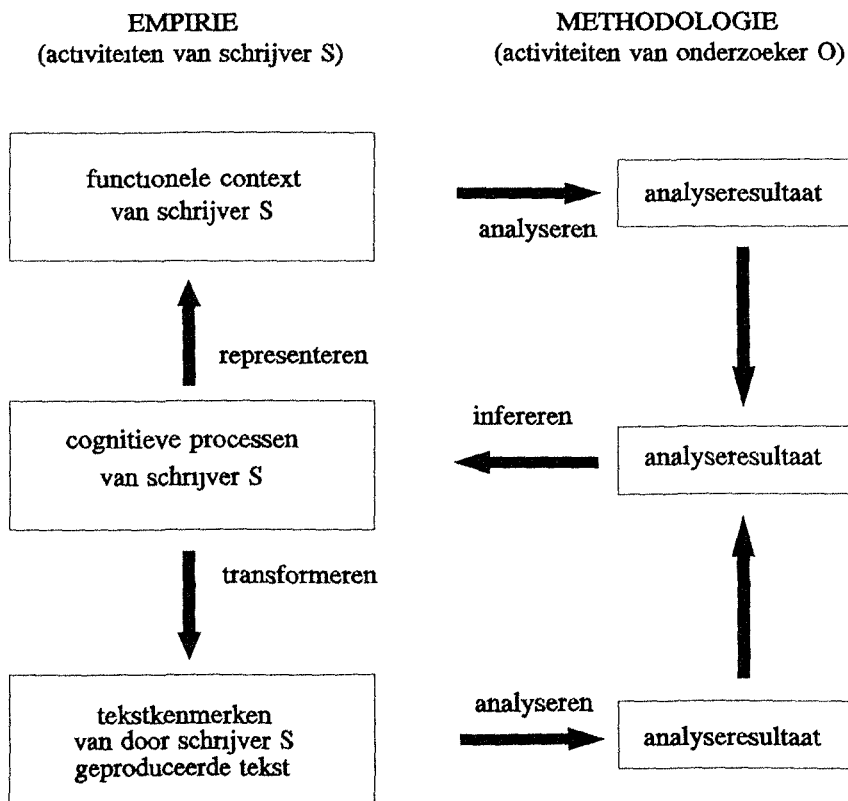 EMPIRIE
(activiteiten van schrijver S)
METHODOLOGIE
(activiteiten van onderzoeker O)
functionele context
van schrijver S
analyseren
analyseresultaat
representeren
cognitieve processen
van schrijver S
infereren
analyseresultaat
transformeren
tekstkenmerken
van door schrijver S
geproduceerde tekst
analyseren
analyseresultaat